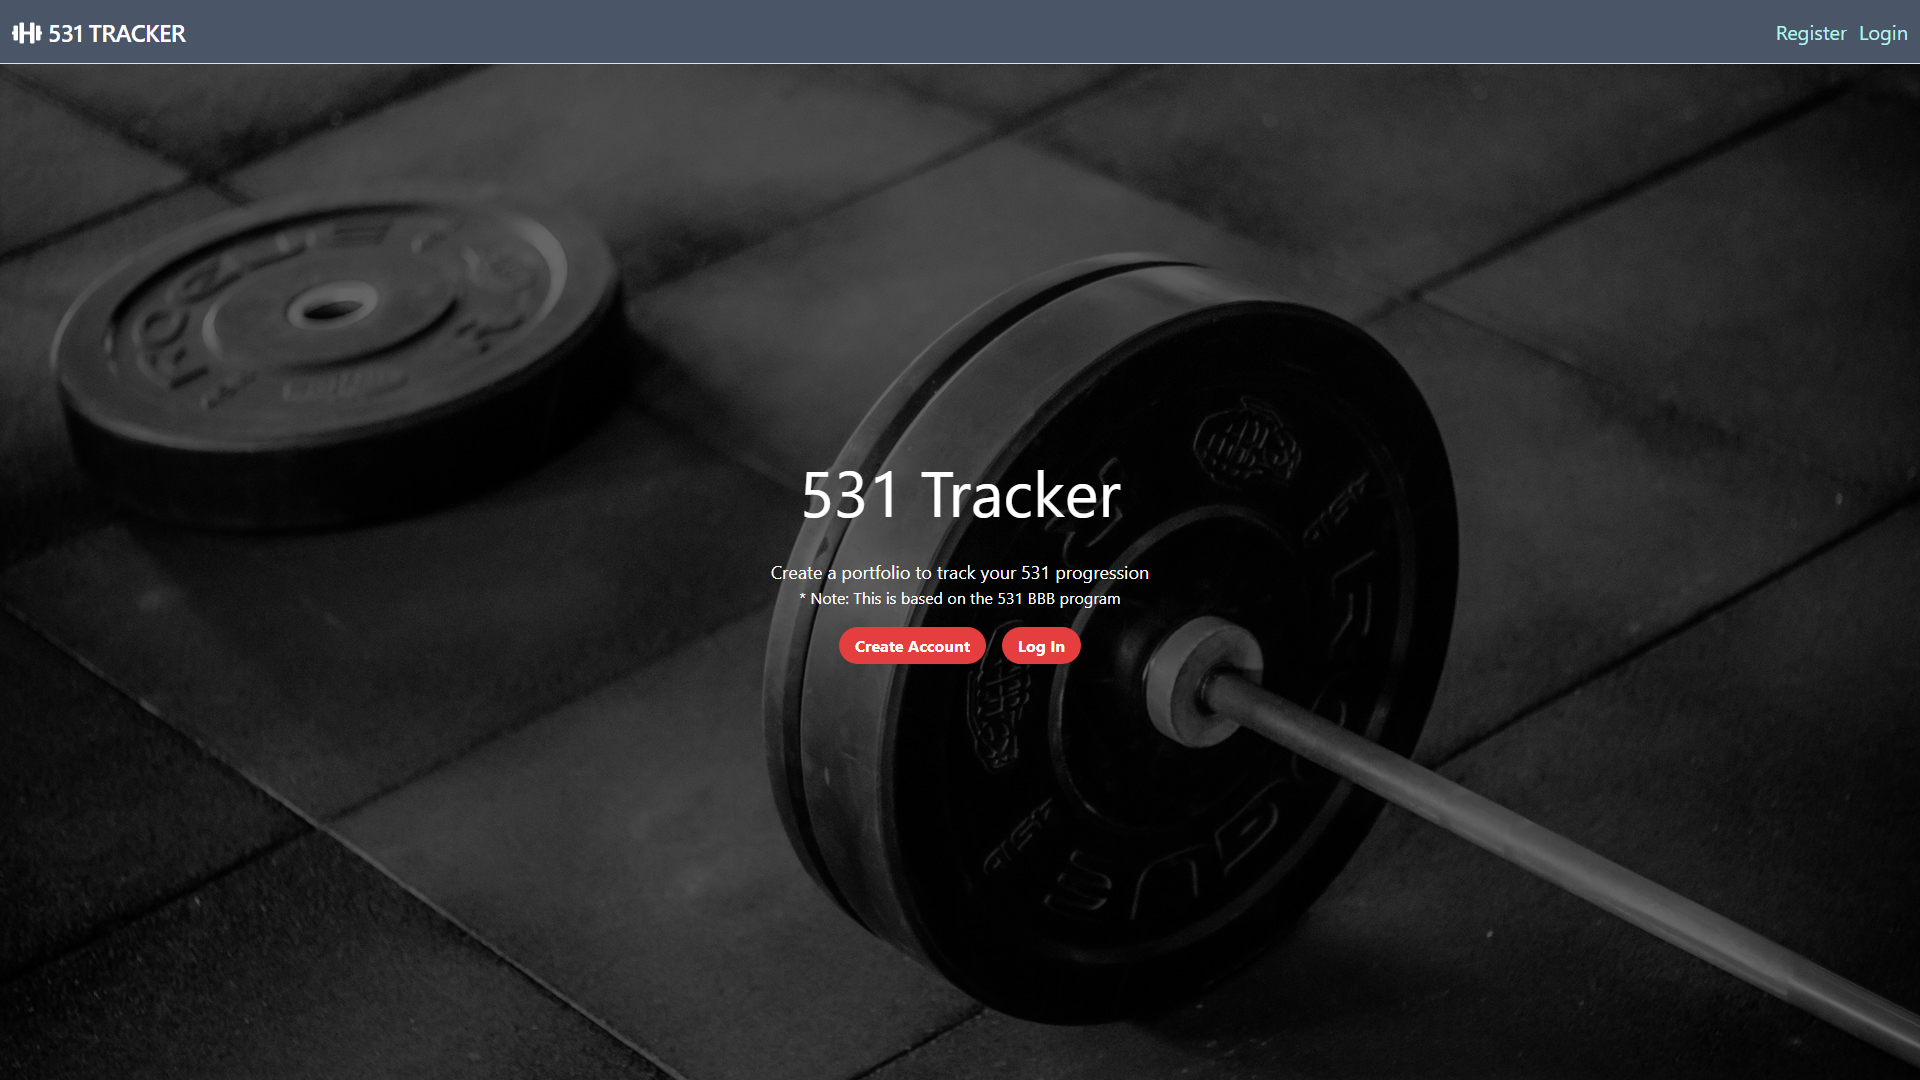 531 TRACKER
Register Login
ROGUE
531 Tracker
Create a portfolio to track your 531 progression
* Note: This is based on the 531 BBB program
Create Account Log In